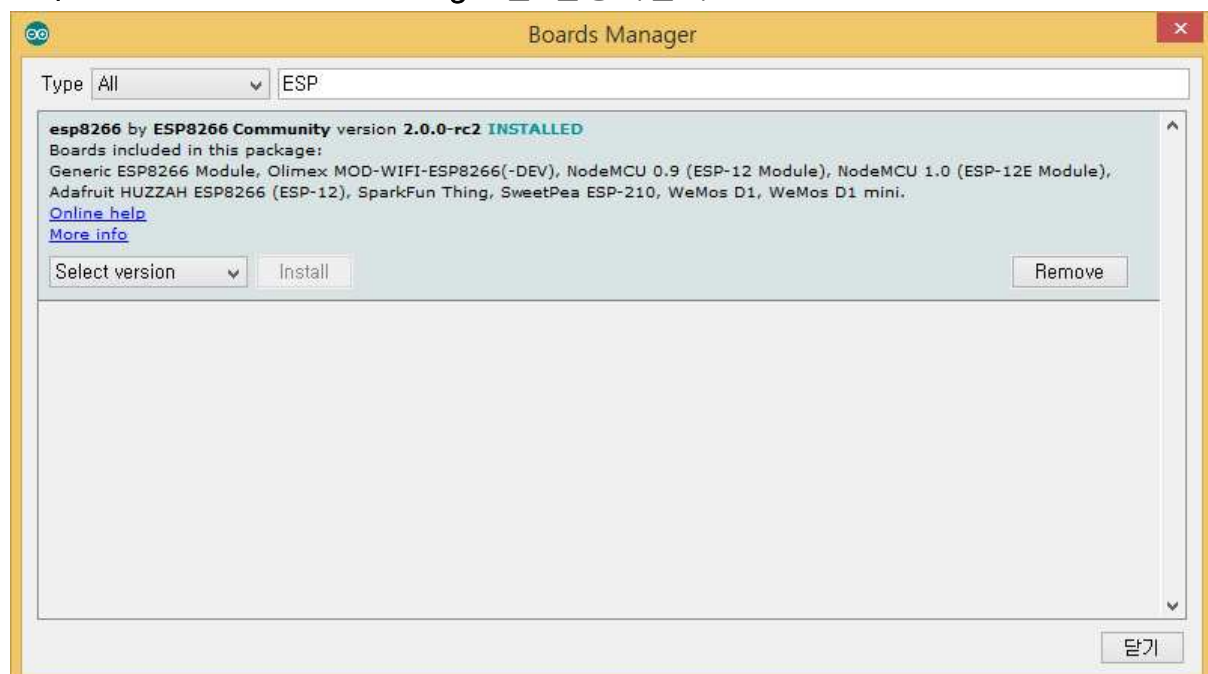 Boards Manager
Type All ESP
esp8266 by ESP8266 Community version 2.0.0-rc2 INSTALLED
Boards included in this package:
Generic ESP8266 Module, Olimex MOD-WIFI-ESP8266(-DEV), NodeMCU 0.9 (ESP-12 Module), NodeMCU 1.0 (ESP-12E Module),
Adafruit HUZZAH ESP8266 (ESP-12), SparkFun Thing, SweetPea ESP-210, WeMos D1, WeMos D1 mini.
Online help
More info
Select version Install Remove
닫기